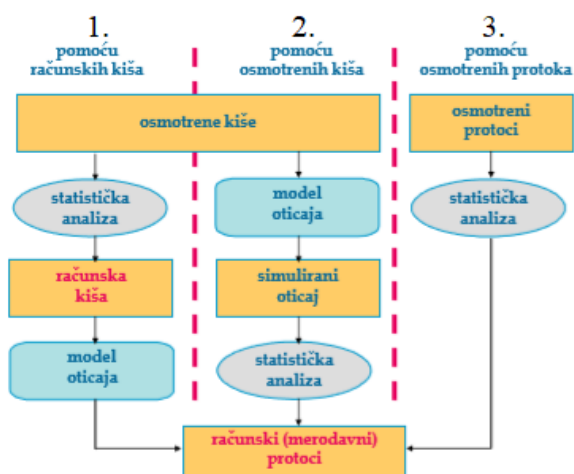 1.
pomoću
računskih kiša
2.
pomoću
osmotrenih kiša
3.
pomoću
osmotrenih protoka
osmotrene kiše
osmotreni
protoci
statistička
analiza
model
oticaja
statistička
analiza
računska
kiša
simulirani
oticaj
model
oticaja
statistička
analiza
računski (merodavni)
protoci